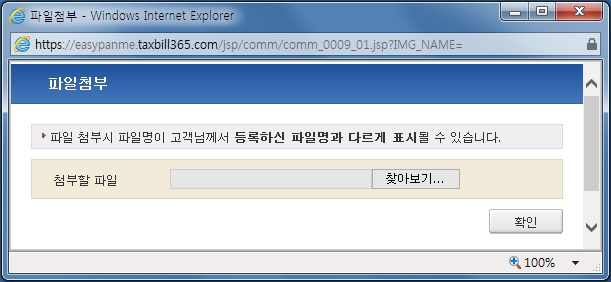 파일첨부 - Windows Internet Explorer
https://easypanme.taxbill365.com/jsp/comm/comm_0009_01.jsp?IMG_NAME=
파일첨부
파일 첨부시 파일명이 고객님께서 등록하신 파일명과 다르게 표시될 수 있습니다.
첨부할 파일
찾아보기...
확인
100%